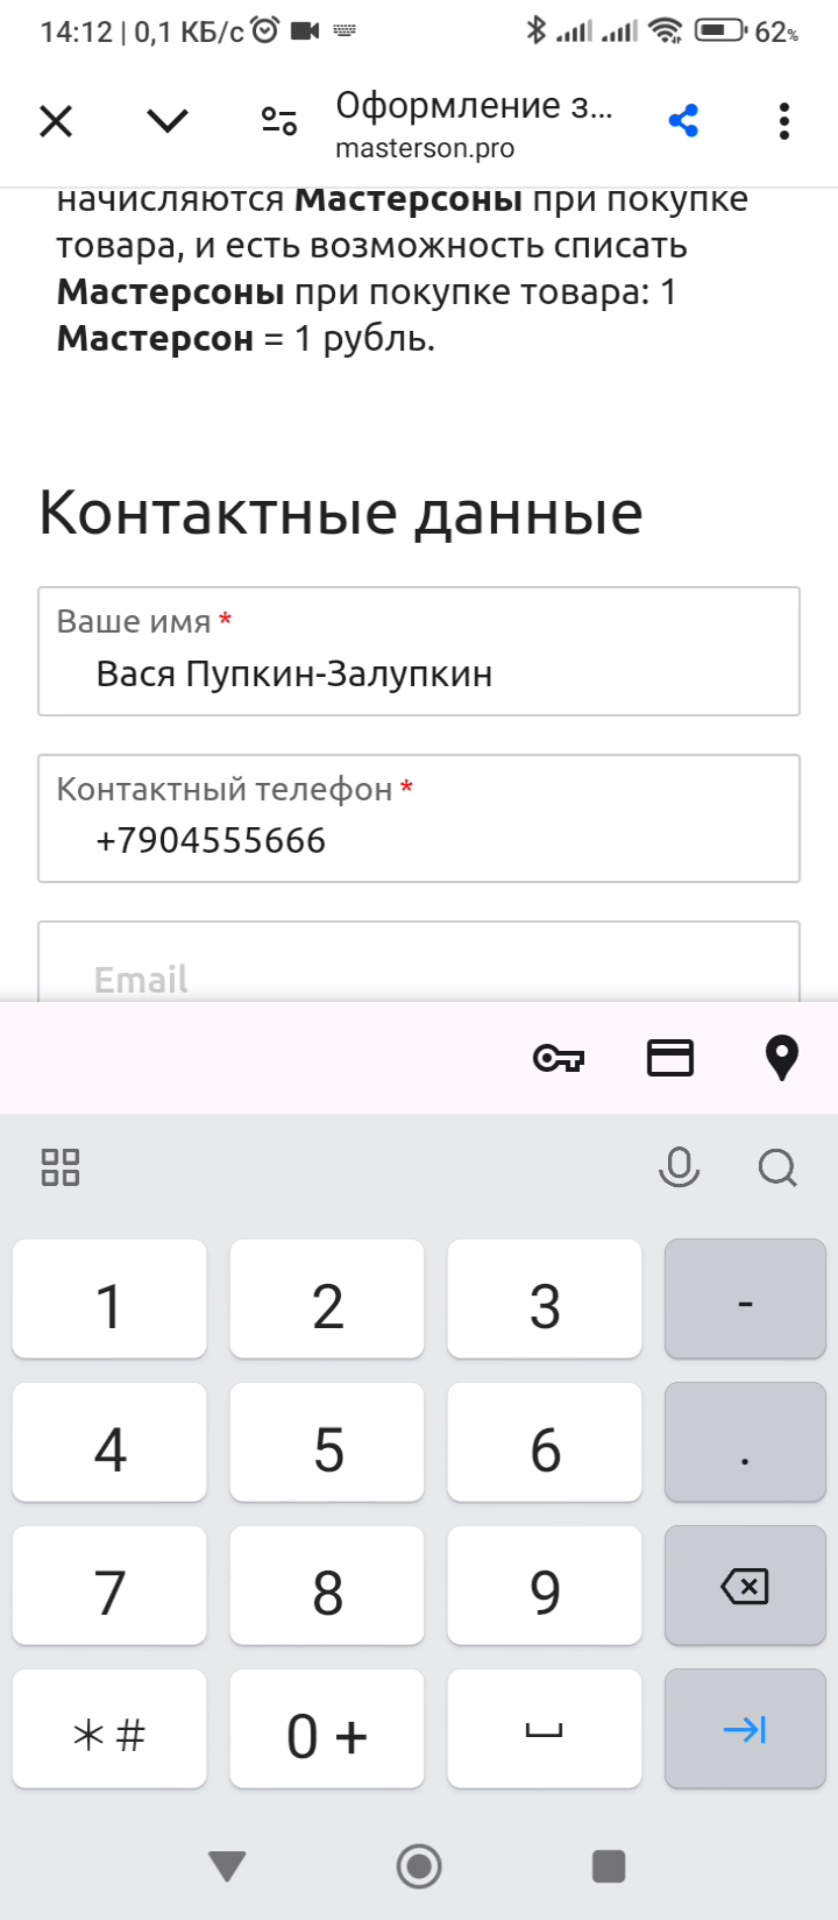 14:12 | 0,1 КБ/с
62%
Оформление з...
masterson.pro
начисляются Мастерсоны при покупке
товара, и есть возможность списать
Мастерсоны при покупке товара: 1
Мастерсон = 1 рубль.
Контактные данные
Ваше имя *
Вася Пупкин-Залупкин
Контактный телефон *
+7904555666
Email
1 2 3 -
4 5 6 .
7 8 9
*# 0 +